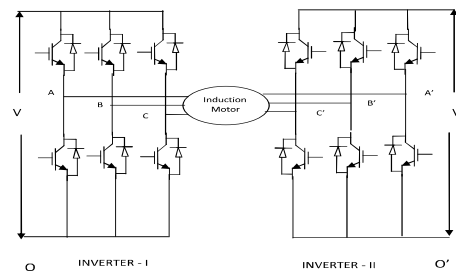 A
B
C
Induction
Motor
A'
B'
C'
V
V
O
INVERTER - I
INVERTER - II
O'